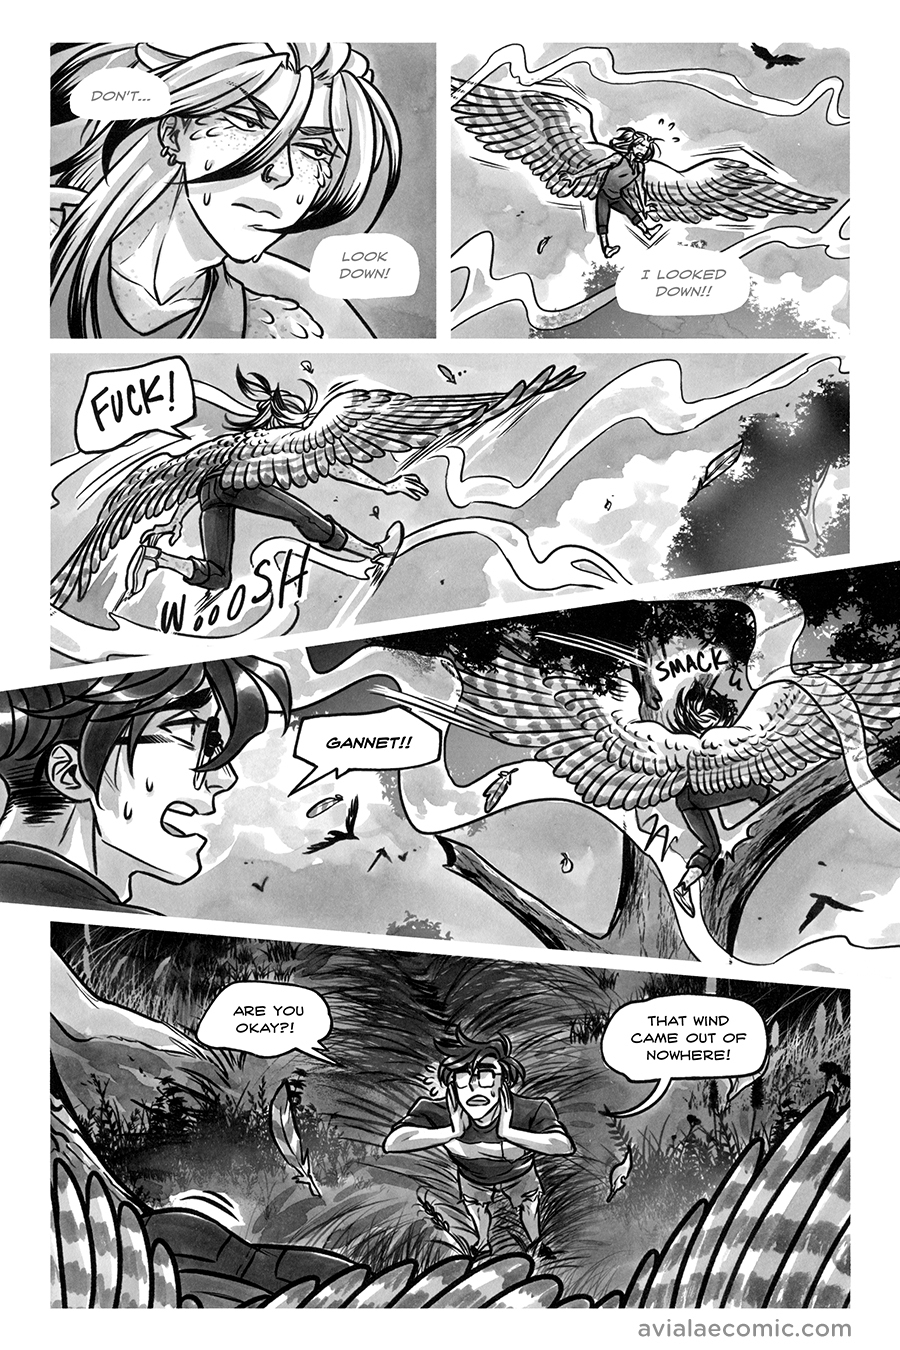 DON'T...
LOOK
DOWN!
I LOOKED
DOWN!!
FUCK!
WOOOSH
SMACK
GANNET!!
ARE YOU
OKAY?!
THAT WIND
CAME OUT OF
NOWHERE!
avialaecomic.com